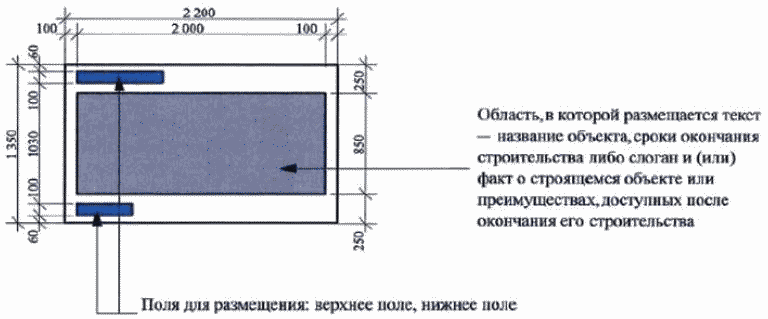 2 200
100 2 000 100
60
100
1030
100
60
1 350
250
850
250
Область, в которой размещается текст
— название объекта, сроки окончания
строительства либо слоган и (или)
факт о строящемся объекте или
преимуществах, доступных после
окончания его строительства
Поля для размещения: верхнее поле, нижнее поле